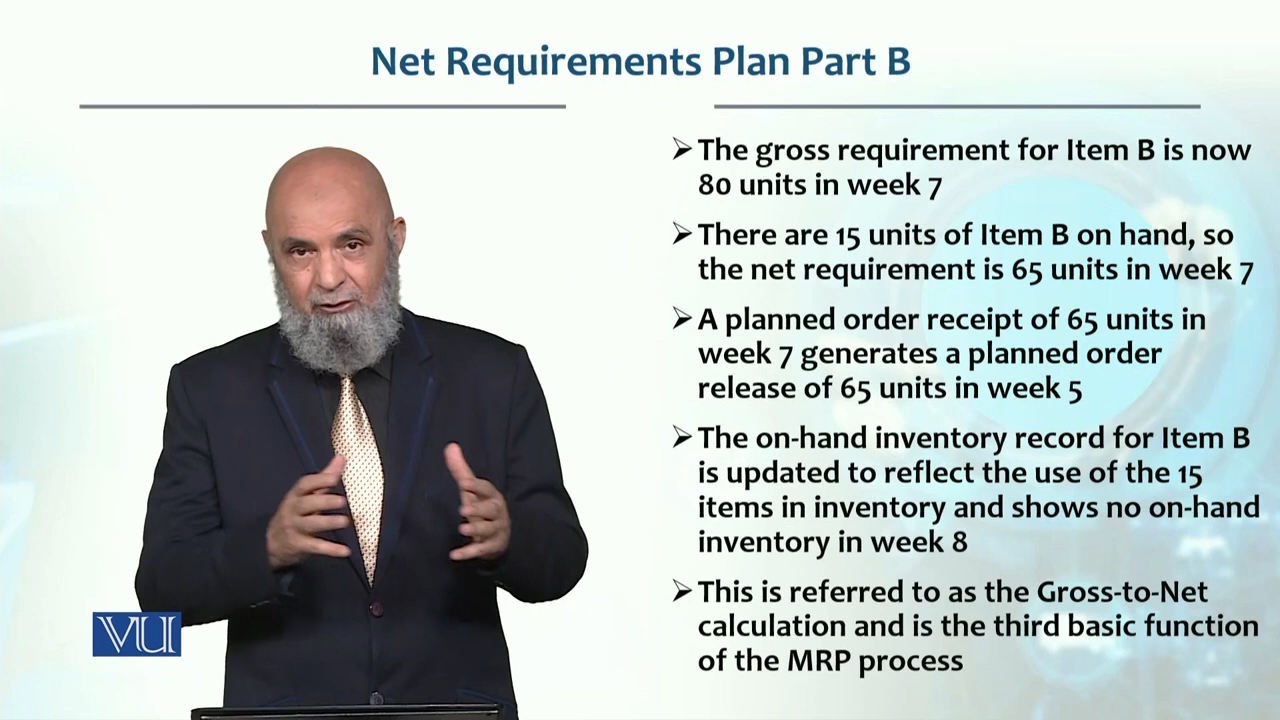 Net Requirements Plan Part B
➢ The gross requirement for Item B is now
80 units in week 7
➢ There are 15 units of Item B on hand, so
the net requirement is 65 units in week 7
➢ A planned order receipt of 65 units in
week 7 generates a planned order
release of 65 units in week 5
➢ The on-hand inventory record for Item B
is updated to reflect the use of the 15
items in inventory and shows no on-hand
inventory in week 8
➢ This is referred to as the Gross-to-Net
calculation and is the third basic function
of the MRP process
VU